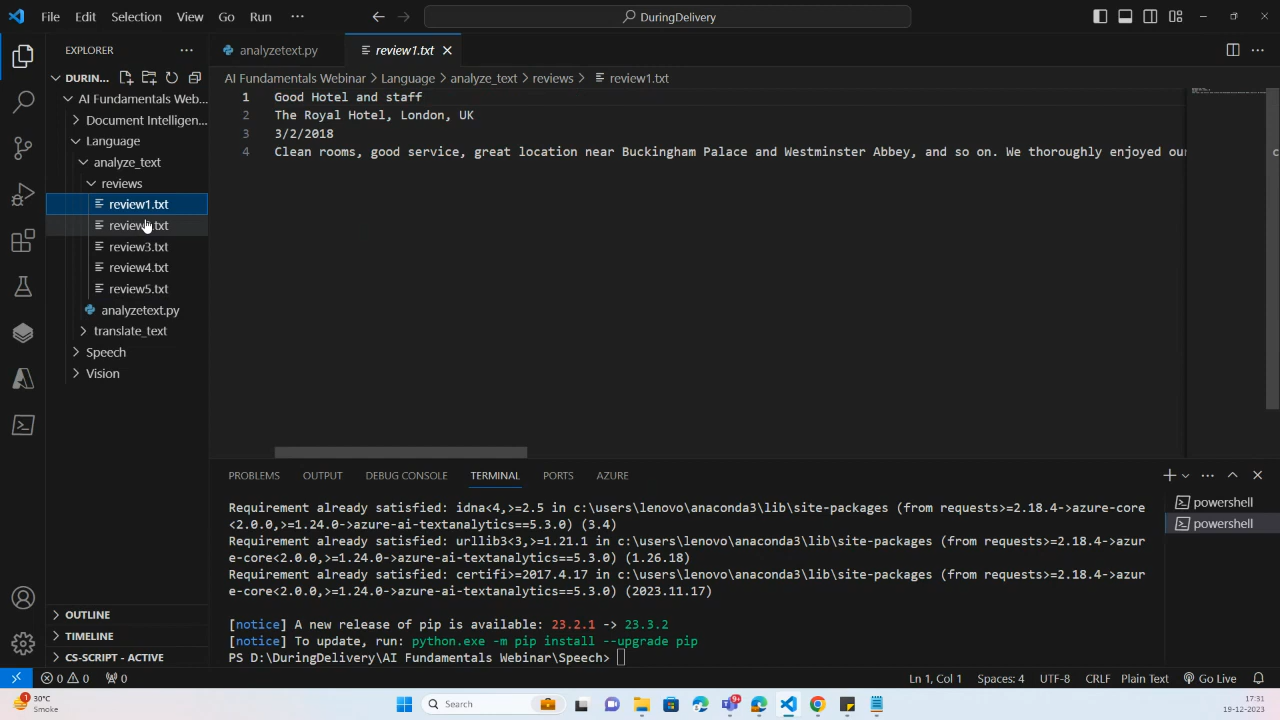 File Edit Selection View Go Run ··· DuringDelivery
EXPLORER ···
analyzetext.py review1.txt
DURIN...
AI Fundamentals Webinar > Language > analyze_text > reviews > review1.txt
AI Fundamentals Web...
Document Intelligen...
Language
analyze_text
reviews
review1.txt
review
.txt
review3.txt
review4.txt
review5.txt
analyzetext.py
translate_text
Speech
Vision
1 Good Hotel and staff
2 The Royal Hotel, London, UK
3 3/2/2018
4 Clean rooms, good service, great location near Buckingham Palace and Westminster Abbey, and so on. We thoroughly enjoyed our
PROBLEMS OUTPUT DEBUG CONSOLE TERMINAL PORTS AZURE
Requirement already satisfied: idna<4,>=2.5 in c:\users\lenovo\anaconda3\lib\site-packages (from requests>=2.18.4->azure-core
<2.0.0,>=1.24.0->azure-ai-textanalytics==5.3.0) (3.4)
Requirement already satisfied: urllib3<3,>=1.21.1 in c:\users\lenovo\anaconda3\lib\site-packages (from requests>=2.18.4->azur
e-core<2.0.0,>=1.24.0->azure-ai-textanalytics==5.3.0) (1.26.18)
Requirement already satisfied: certifi>=2017.4.17 in c:\users\lenovo\anaconda3\lib\site-packages (from requests>=2.18.4->azur
e-core<2.0.0,>=1.24.0->azure-ai-textanalytics==5.3.0) (2023.11.17)
[notice] A new release of pip is available: 23.2.1 -> 23.3.2
[notice] To update, run: python.exe -m pip install --upgrade pip
PS D:\DuringDelivery\AI Fundamentals Webinar\Speech>
powershell
powershell
OUTLINE
TIMELINE
CS-SCRIPT - ACTIVE
0 0 0 Ln 1, Col 1 Spaces: 4 UTF-8 CRLF Plain Text Go Live
30°C
Smoke
Search
17:31
19-12-2023